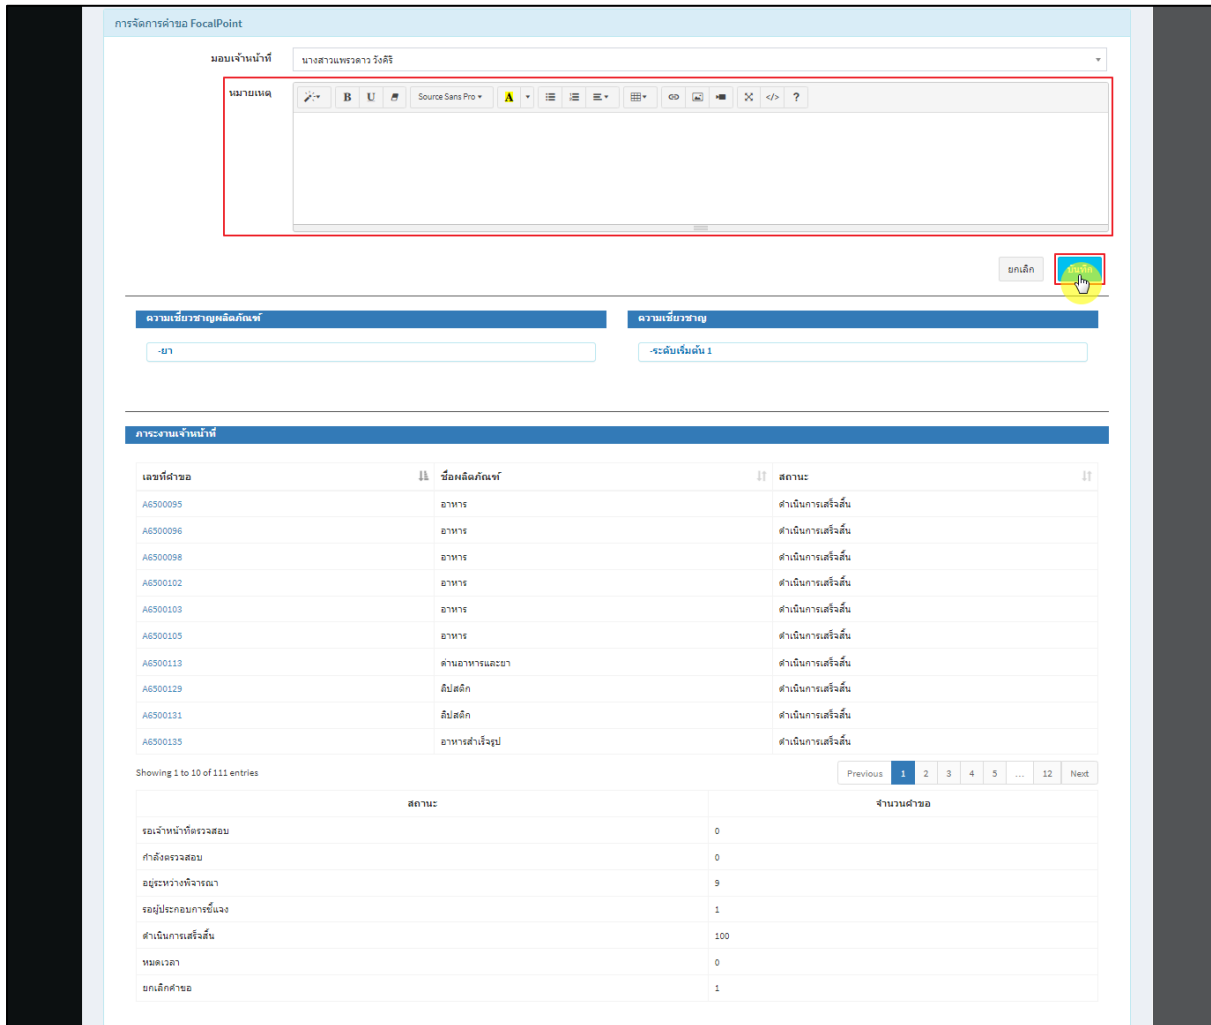 การจัดการคำขอ FocalPoint
มอบเจ้าหน้าที่ นางสาวแพรวดาว วังคีรี
หมายเหตุ B U Source Sans Pro A </> ?
ยกเลิก บันทึก
ความเชี่ยวชาญผลิตภัณฑ์ ความเชี่ยวชาญ
-ยา -ระดับเริ่มต้น 1
ภาระงานเจ้าหน้าที่
เลขที่คำขอ ชื่อผลิตภัณฑ์ สถานะ
A6500095 อาหาร ดำเนินการเสร็จสิ้น
A6500096 อาหาร ดำเนินการเสร็จสิ้น
A6500098 อาหาร ดำเนินการเสร็จสิ้น
A6500102 อาหาร ดำเนินการเสร็จสิ้น
A6500103 อาหาร ดำเนินการเสร็จสิ้น
A6500105 อาหาร ดำเนินการเสร็จสิ้น
A6500113 ด่านอาหารและยา ดำเนินการเสร็จสิ้น
A6500129 ลิปสติก ดำเนินการเสร็จสิ้น
A6500131 ลิปสติก ดำเนินการเสร็จสิ้น
A6500135 อาหารสำเร็จรูป ดำเนินการเสร็จสิ้น
Showing 1 to 10 of 111 entries Previous 1 2 3 4 5 ... 12 Next
สถานะ จำนวนคำขอ
รอเจ้าหน้าที่ตรวจสอบ 0
กำลังตรวจสอบ 0
อยู่ระหว่างพิจารณา 9
รอผู้ประกอบการชี้แจง 1
ดำเนินการเสร็จสิ้น 100
หมดเวลา 0
ยกเลิกคำขอ 1